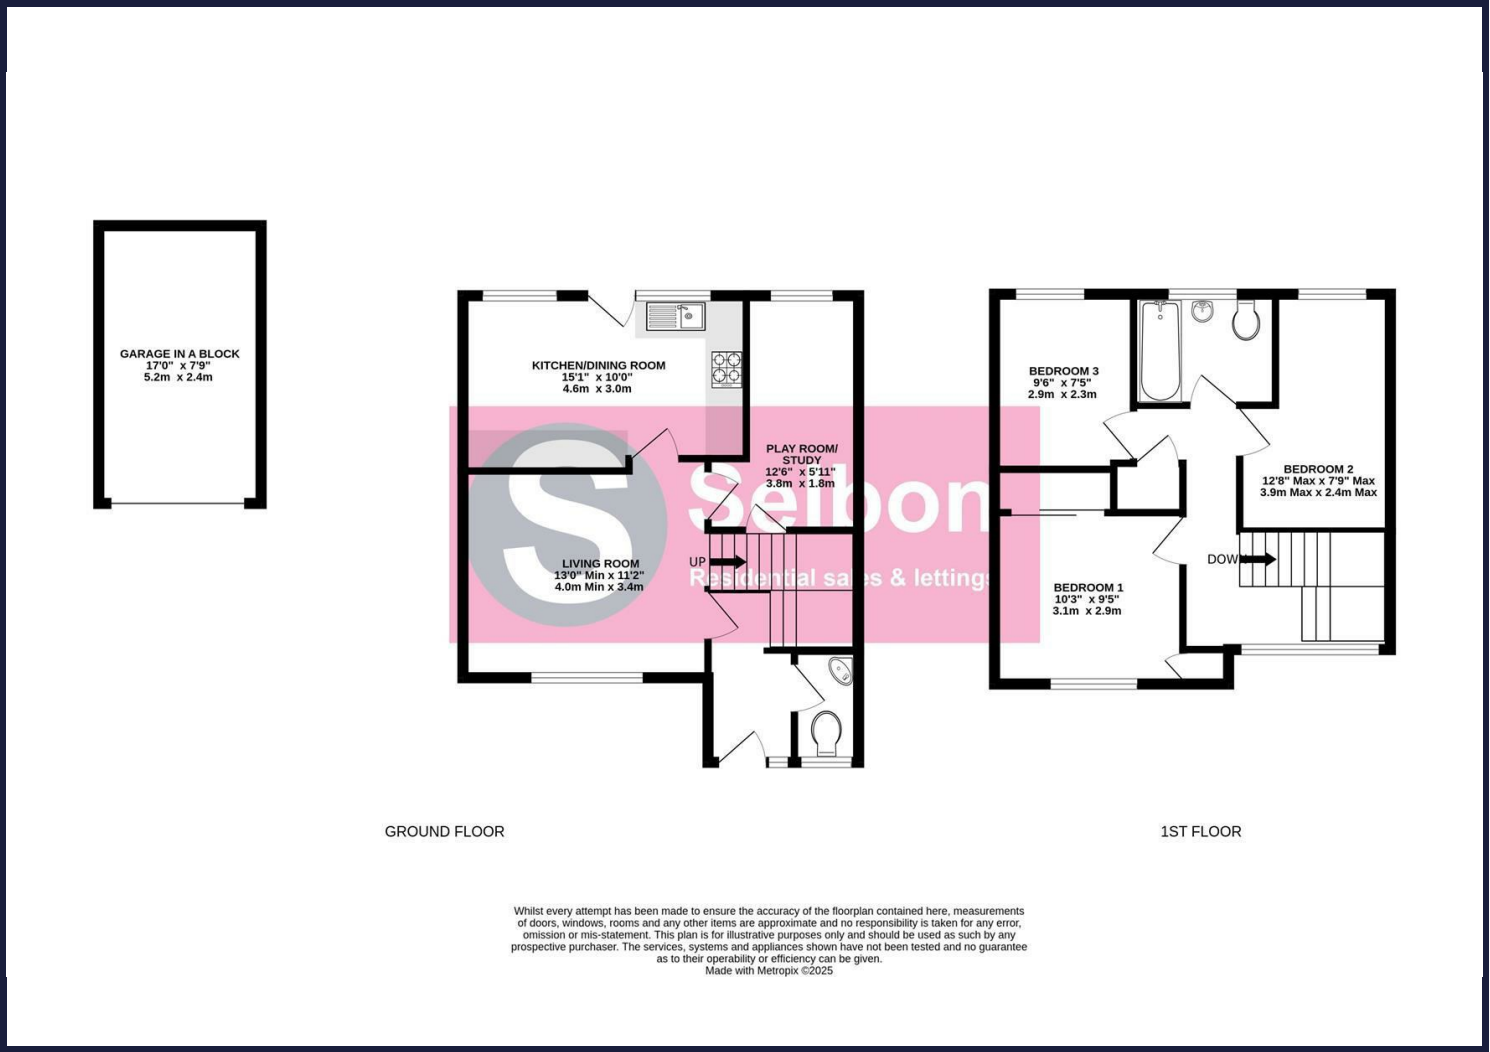 GARAGE IN A BLOCK
17'0" x 7'9"
5.2m x 2.4m
KITCHEN/DINING ROOM
15'1" x 10'0"
4.6m x 3.0m
PLAY ROOM/
STUDY
12'6" x 5'11"
3.8m x 1.8m
LIVING ROOM
13'0" Min x 11'2"
4.0m Min x 3.4m
UP
S
Selbon
Residential sales & lettings
BEDROOM 3
9'6" x 7'5"
2.9m x 2.3m
BEDROOM 2
12'8" Max x 7'9" Max
3.9m Max x 2.4m Max
BEDROOM 1
10'3" x 9'5"
3.1m x 2.9m
DOWN
GROUND FLOOR
1ST FLOOR
Whilst every attempt has been made to ensure the accuracy of the floorplan contained here, measurements
of doors, windows, rooms and any other items are approximate and no responsibility is taken for any error,
omission or mis-statement. This plan is for illustrative purposes only and should be used as such by any
prospective purchaser. The services, systems and appliances shown have not been tested and no guarantee
as to their operability or efficiency can be given.
Made with Metropix ©2025